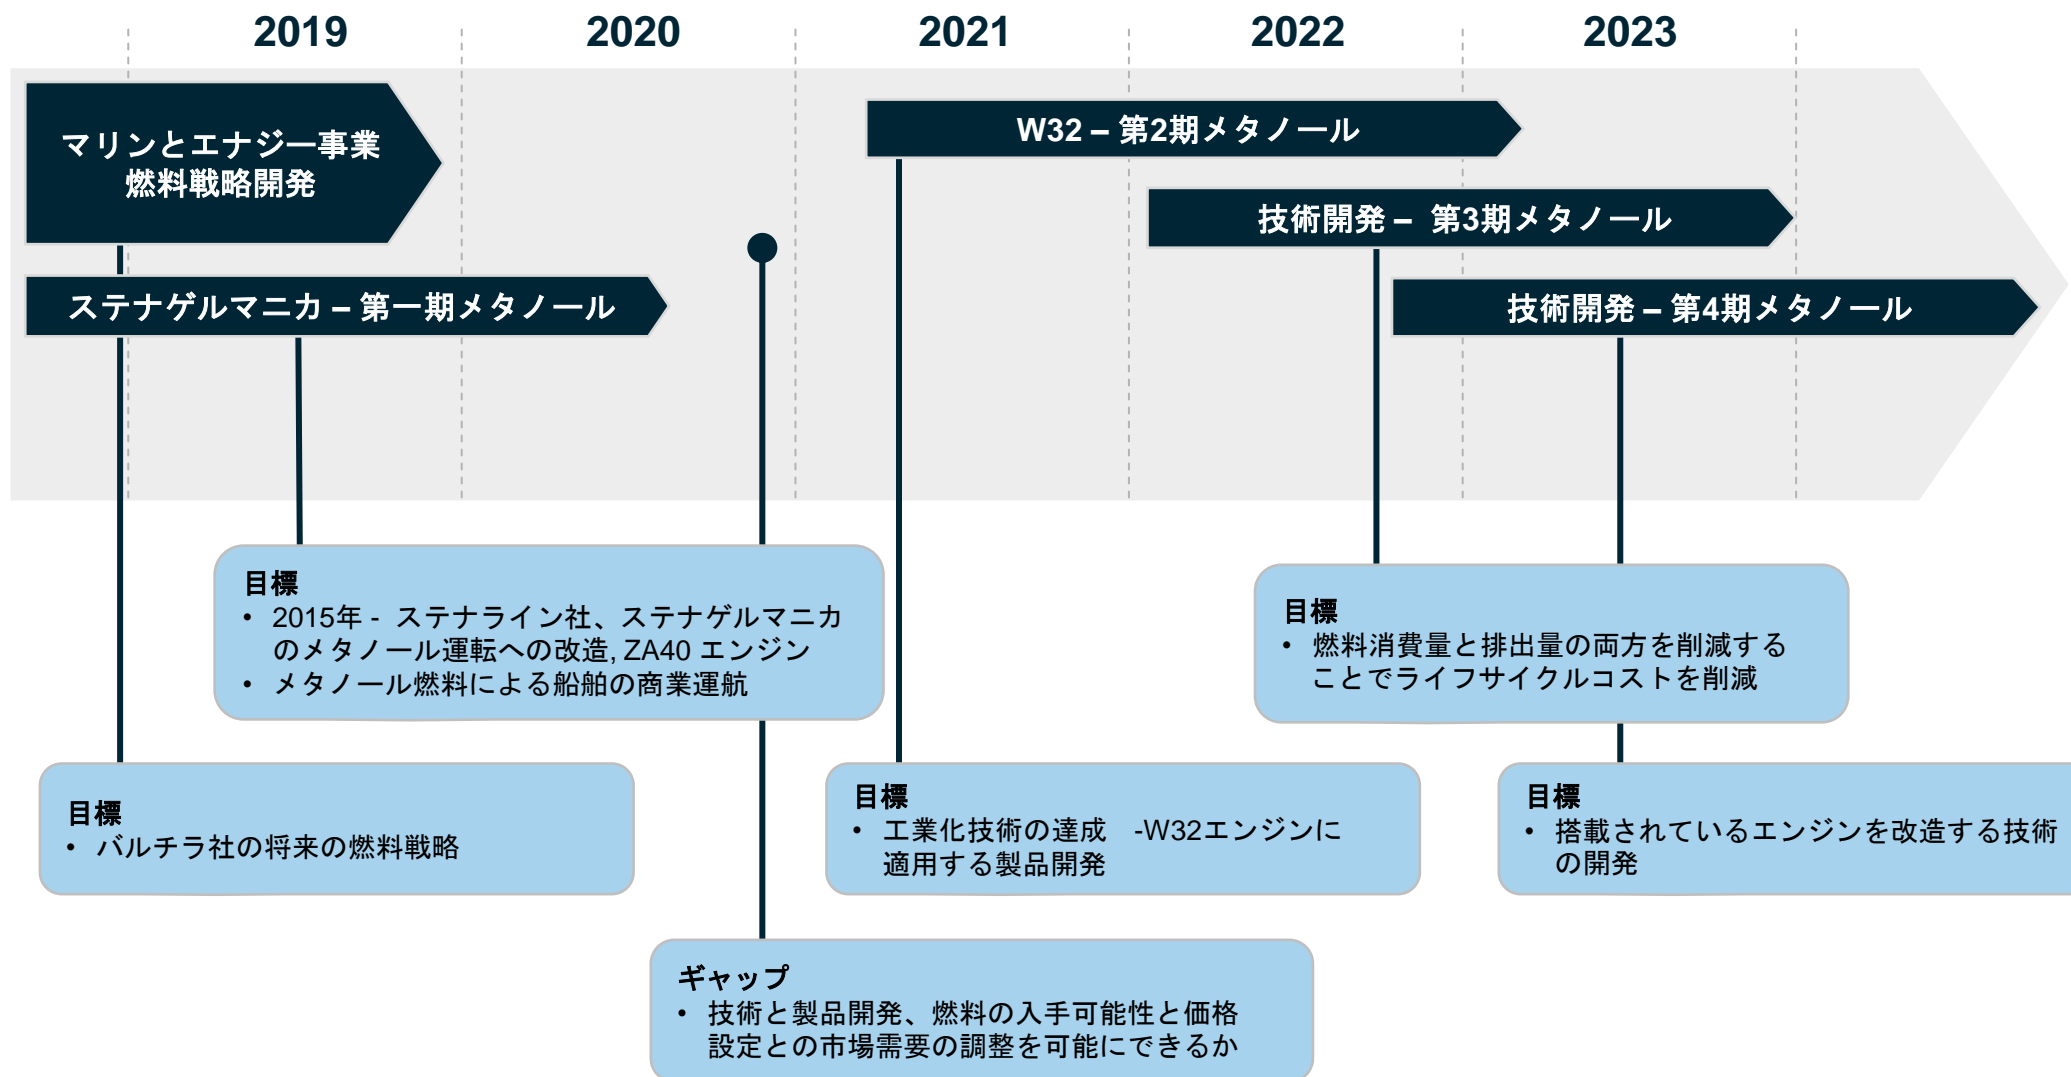 2019
2020
2021
2022
2023
マリンとエナジー事業
燃料戦略開発
W32 – 第2期メタノール
技術開発 – 第3期メタノール
ステナゲルマニカ – 第一期メタノール
技術開発 – 第4期メタノール
目標
• 2015年 - ステナライン社、ステナゲルマニカ
のメタノール運転への改造, ZA40 エンジン
• メタノール燃料による船舶の商業運航
目標
• 燃料消費量と排出量の両方を削減する
ことでライフサイクルコストを削減
目標
• バルチラ社の将来の燃料戦略
目標
• 工業化技術の達成　-W32エンジンに
適用する製品開発
目標
• 搭載されているエンジンを改造する技術
の開発
ギャップ
• 技術と製品開発、燃料の入手可能性と価格
設定との市場需要の調整を可能にできるか